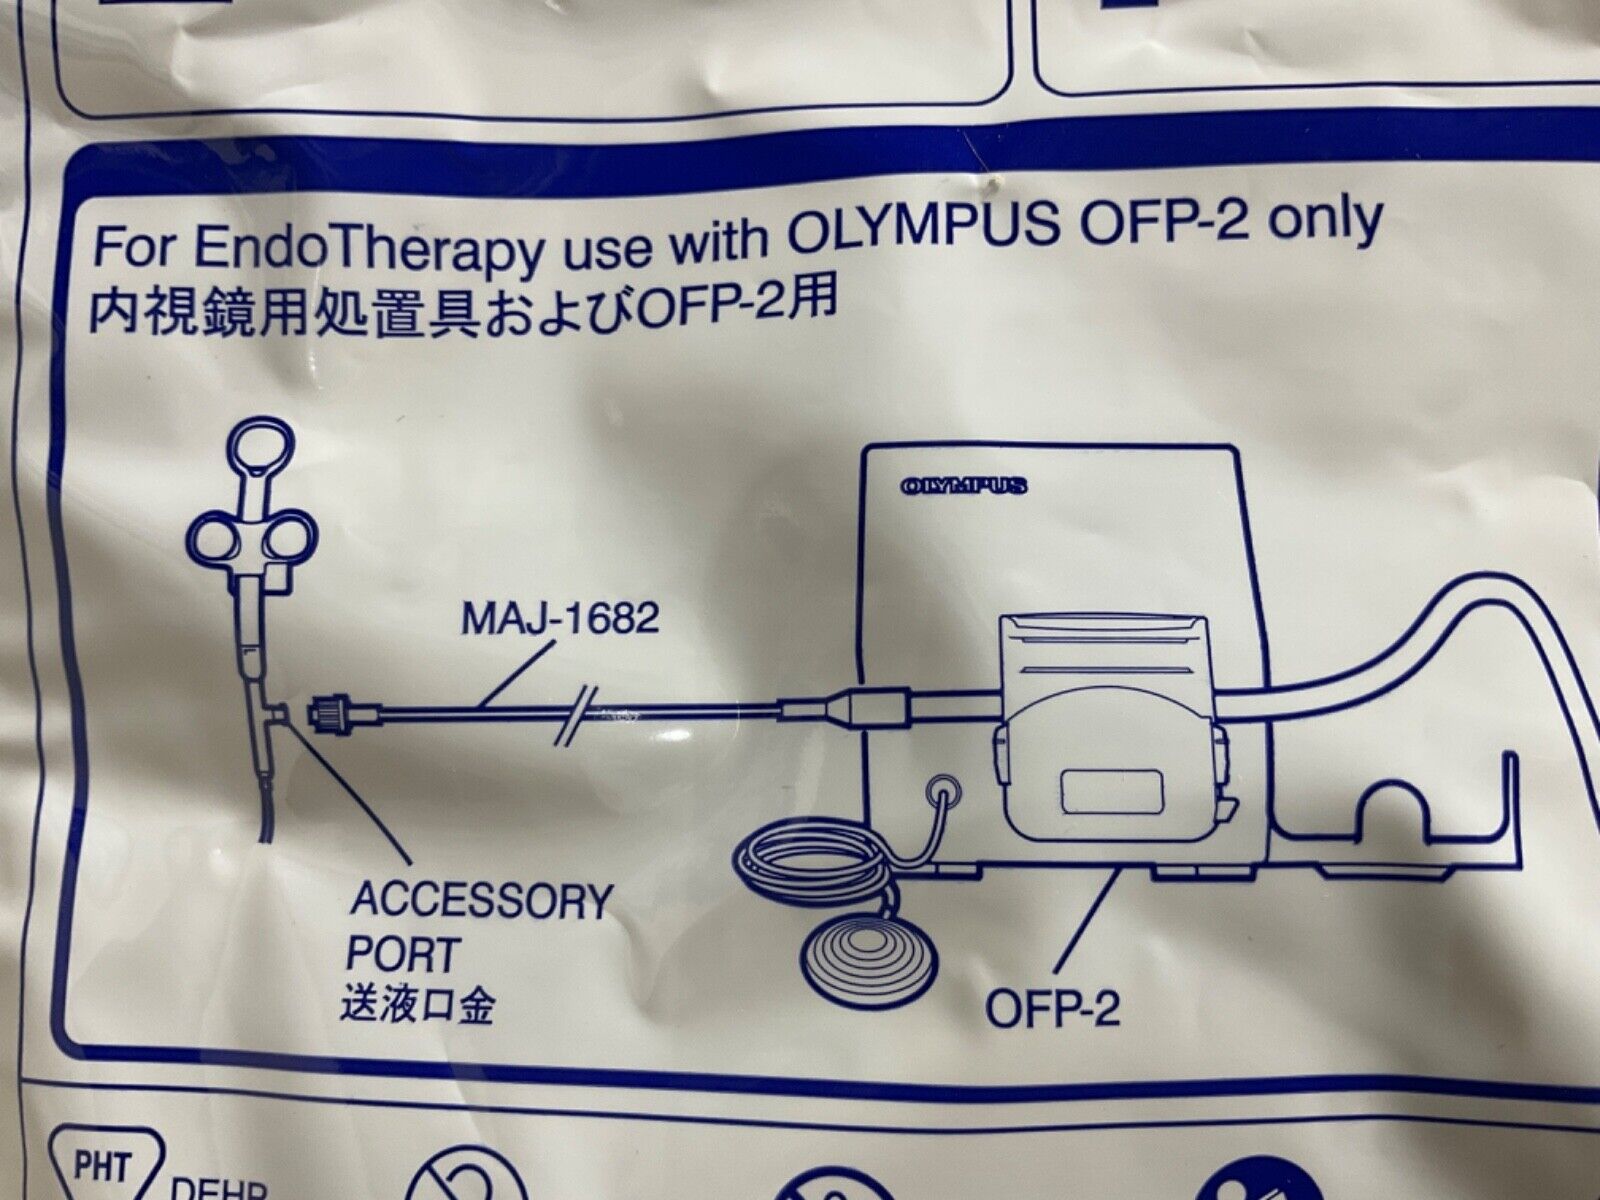 For EndoTherapy use with OLYMPUS OFP-2 only
内視鏡用処置具およびOFP-2用
OLYMPUS
MAJ-1682
ACCESSORY
PORT
送液口金
OFP-2
PHT
DEHP